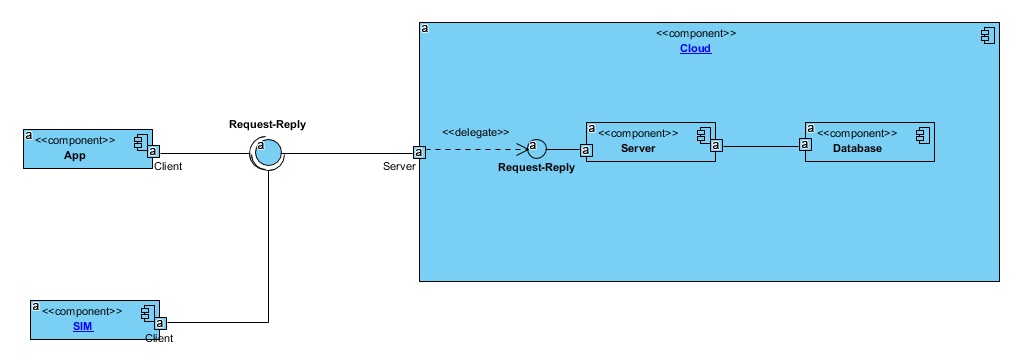 a
<<component>>
Cloud
Request-Reply
a
<<component>>
App
a
Client
a
a
Server
<<delegate>>
a
Request-Reply
a
<<component>>
Server
a
a
a
<<component>>
Database
a
a
<<component>>
SIM
a
Client